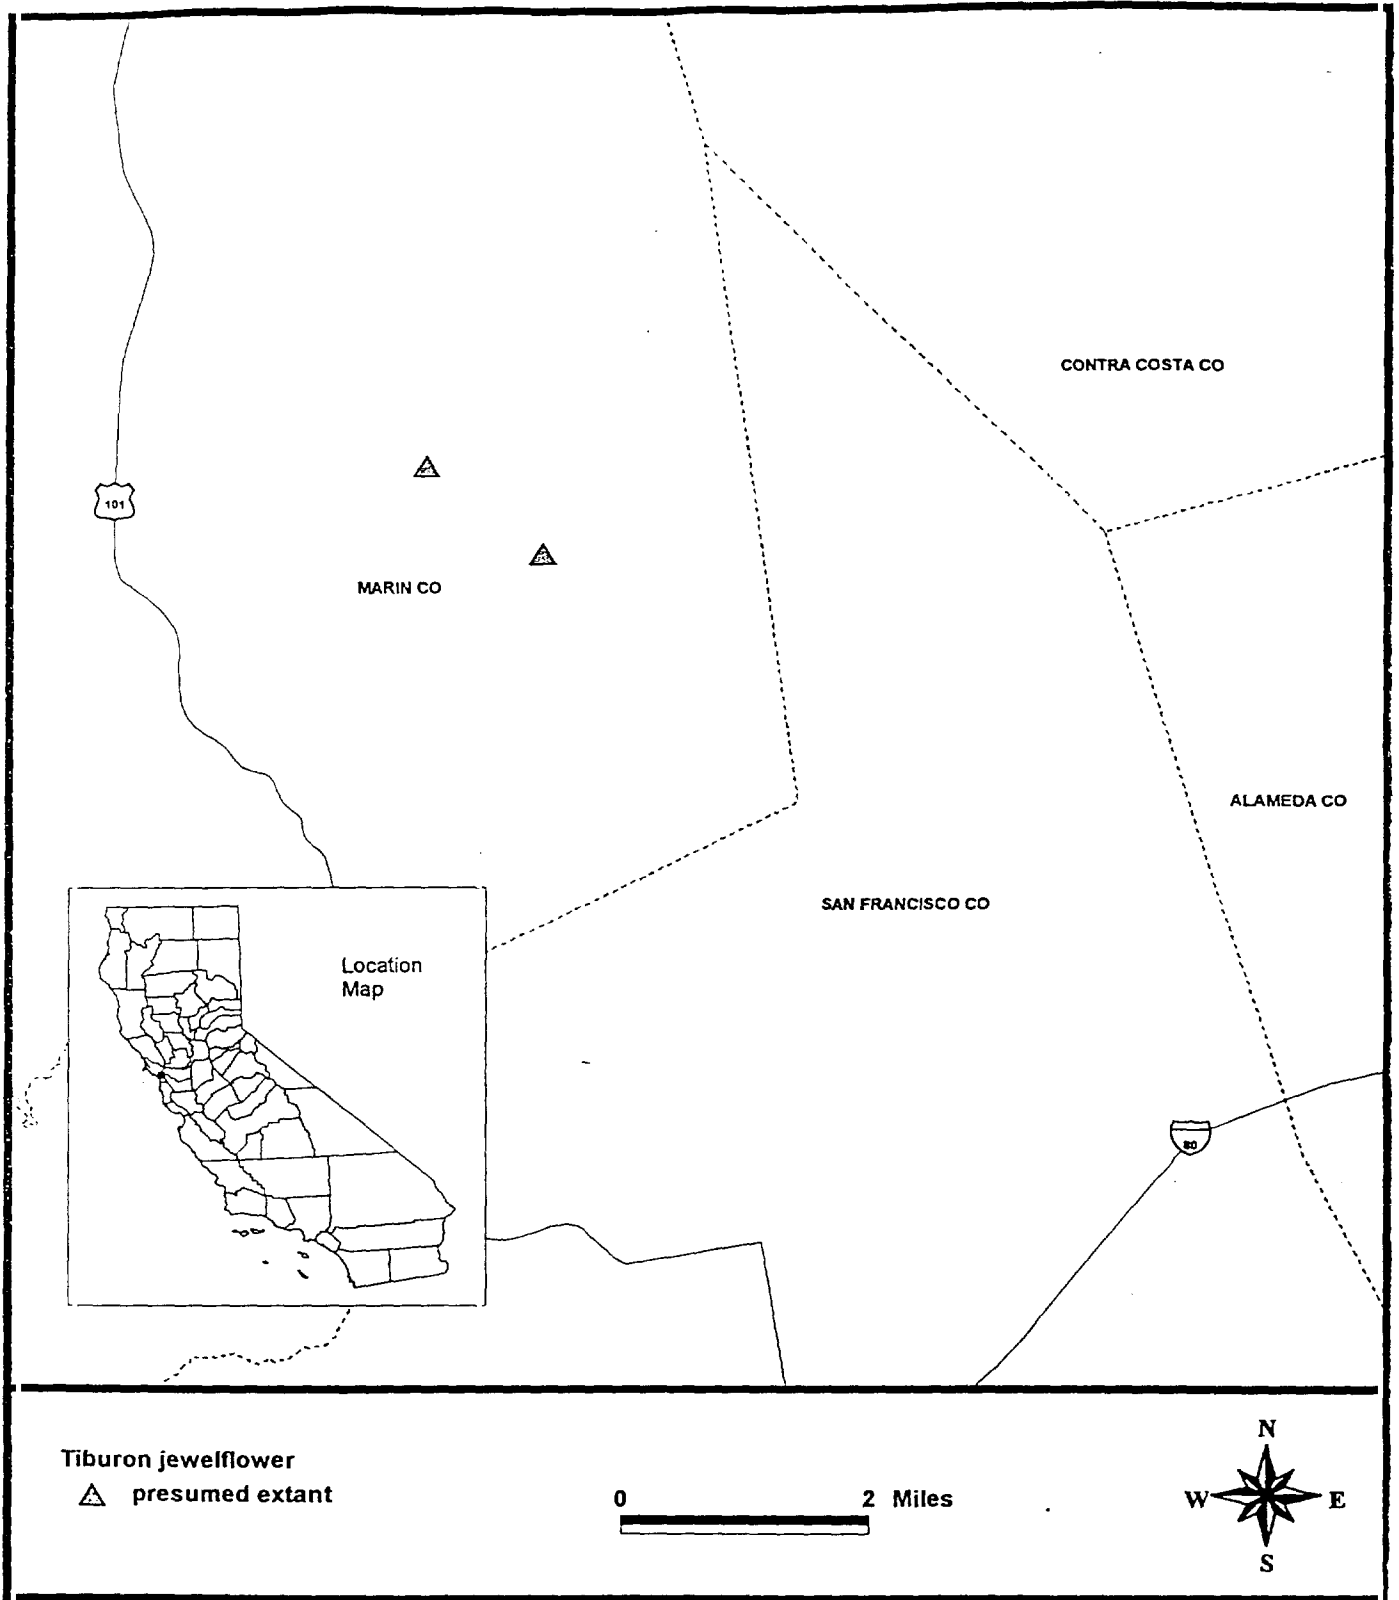 CONTRA COSTA CO
101
MARIN CO
ALAMEDA CO
SAN FRANCISCO CO
Location
Map
80
Tiburon jewelflower
presumed extant
0 2 Miles
N
W E
S